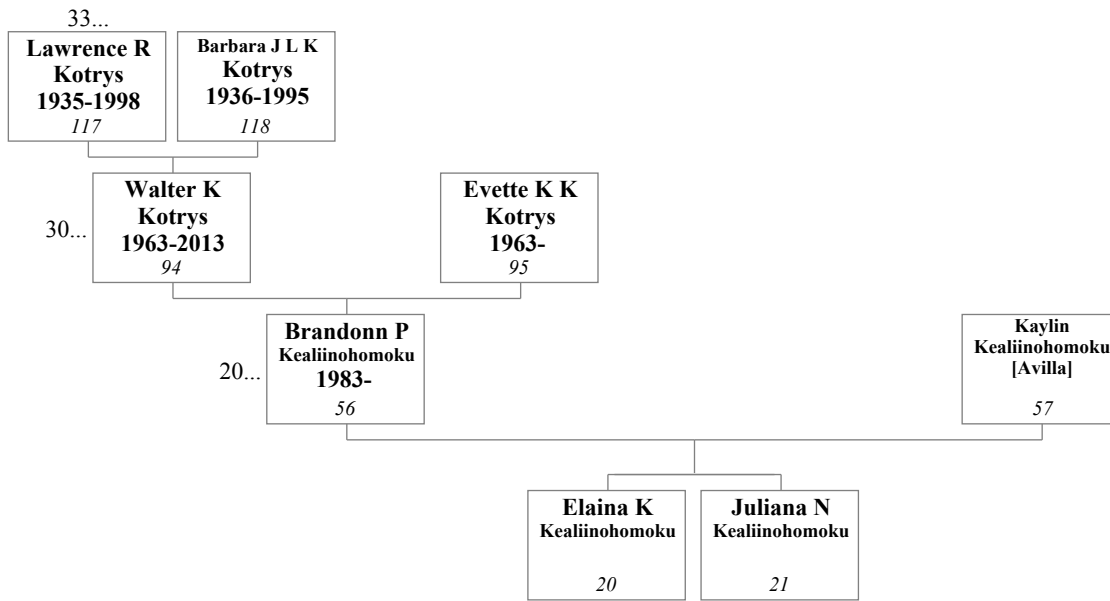 33...
Lawrence R
Kotrys
1935-1998
117
Barbara J L K
Kotrys
1936-1995
118
30...
Walter K
Kotrys
1963-2013
94
Evette K K
Kotrys
1963-
95
20...
Brandonn P
Kealiinohomoku
1983-
56
Kaylin
Kealiinohomoku
[Avilla]
57
Elaina K
Kealiinohomoku
20
Juliana N
Kealiinohomoku
21